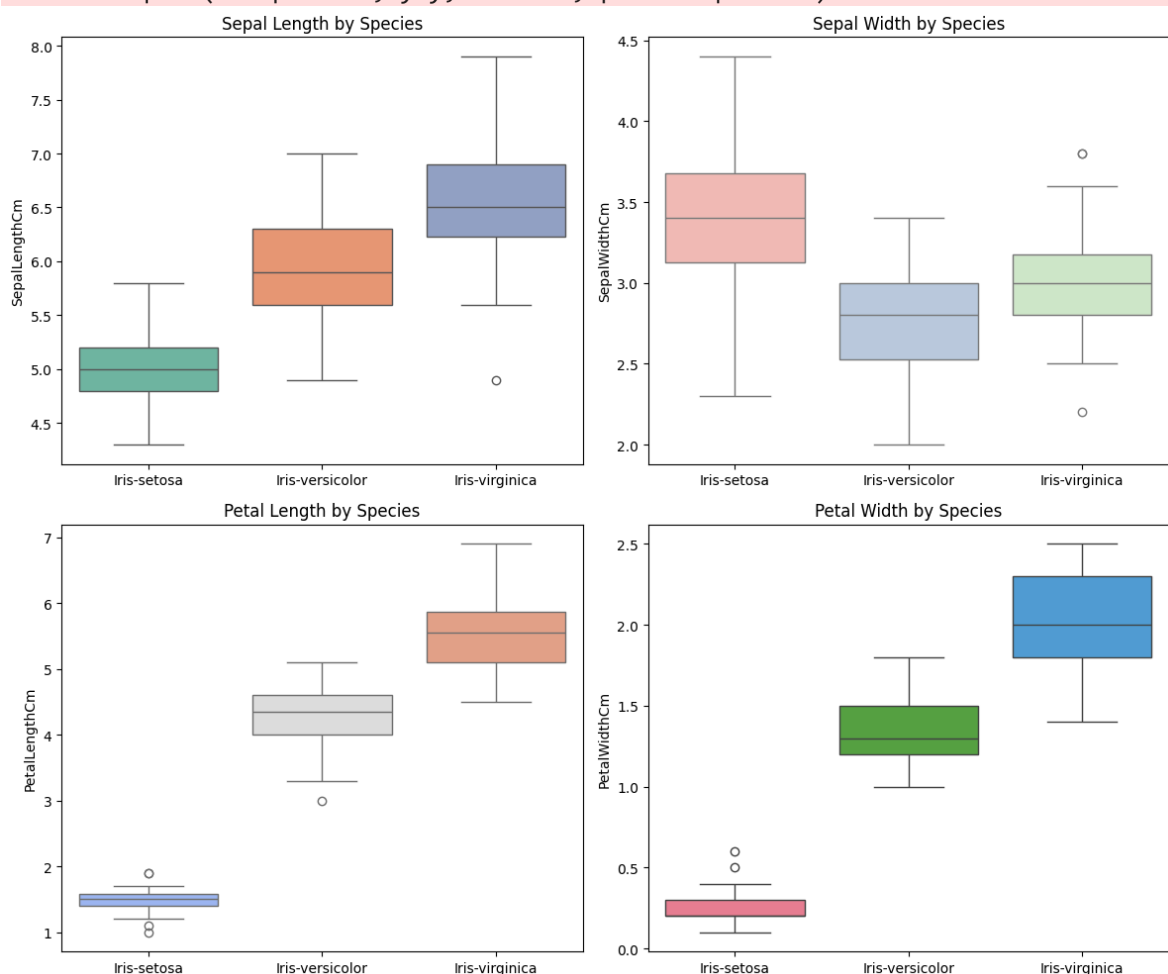 Sepal Length by Species
8.0
7.5
7.0
6.5
6.0
5.5
5.0
4.5
SepalLengthCm
Iris-setosa
Iris-versicolor
Iris-virginica
Sepal Width by Species
4.5
4.0
3.5
3.0
2.5
2.0
SepalWidthCm
Iris-setosa
Iris-versicolor
Iris-virginica
Petal Length by Species
7
6
5
4
3
2
1
PetalLengthCm
Iris-setosa
Iris-versicolor
Iris-virginica
Petal Width by Species
2.5
2.0
1.5
1.0
0.5
0.0
PetalWidthCm
Iris-setosa
Iris-versicolor
Iris-virginica